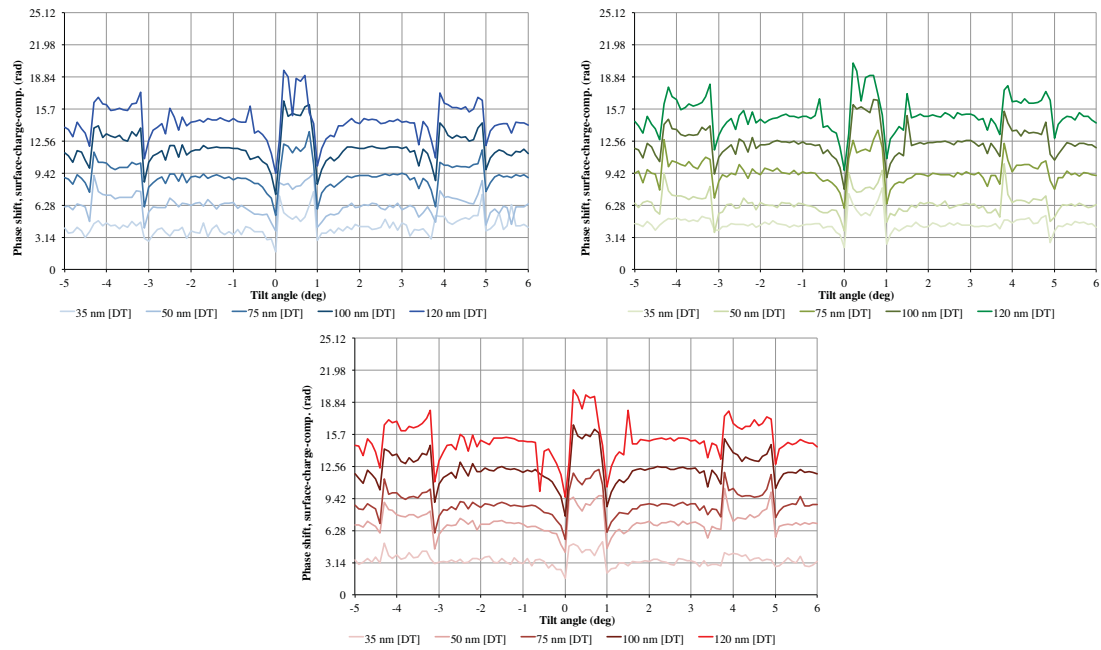 Phase shift, surface-charge-comp. (rad)
25.12
21.98
18.84
15.7
12.56
9.42
6.28
3.14
0
-5 -4 -3 -2 -1 0 1 2 3 4 5 6
Tilt angle (deg)
35 nm [DT] 50 nm [DT] 75 nm [DT] 100 nm [DT] 120 nm [DT]
Phase shift, surface-charge-comp. (rad)
25.12
21.98
18.84
15.7
12.56
9.42
6.28
3.14
0
-5 -4 -3 -2 -1 0 1 2 3 4 5 6
Tilt angle (deg)
35 nm [DT] 50 nm [DT] 75 nm [DT] 100 nm [DT] 120 nm [DT]
Phase shift, surface-charge-comp. (rad)
25.12
21.98
18.84
15.7
12.56
9.42
6.28
3.14
0
-5 -4 -3 -2 -1 0 1 2 3 4 5 6
Tilt angle (deg)
35 nm [DT] 50 nm [DT] 75 nm [DT] 100 nm [DT] 120 nm [DT]